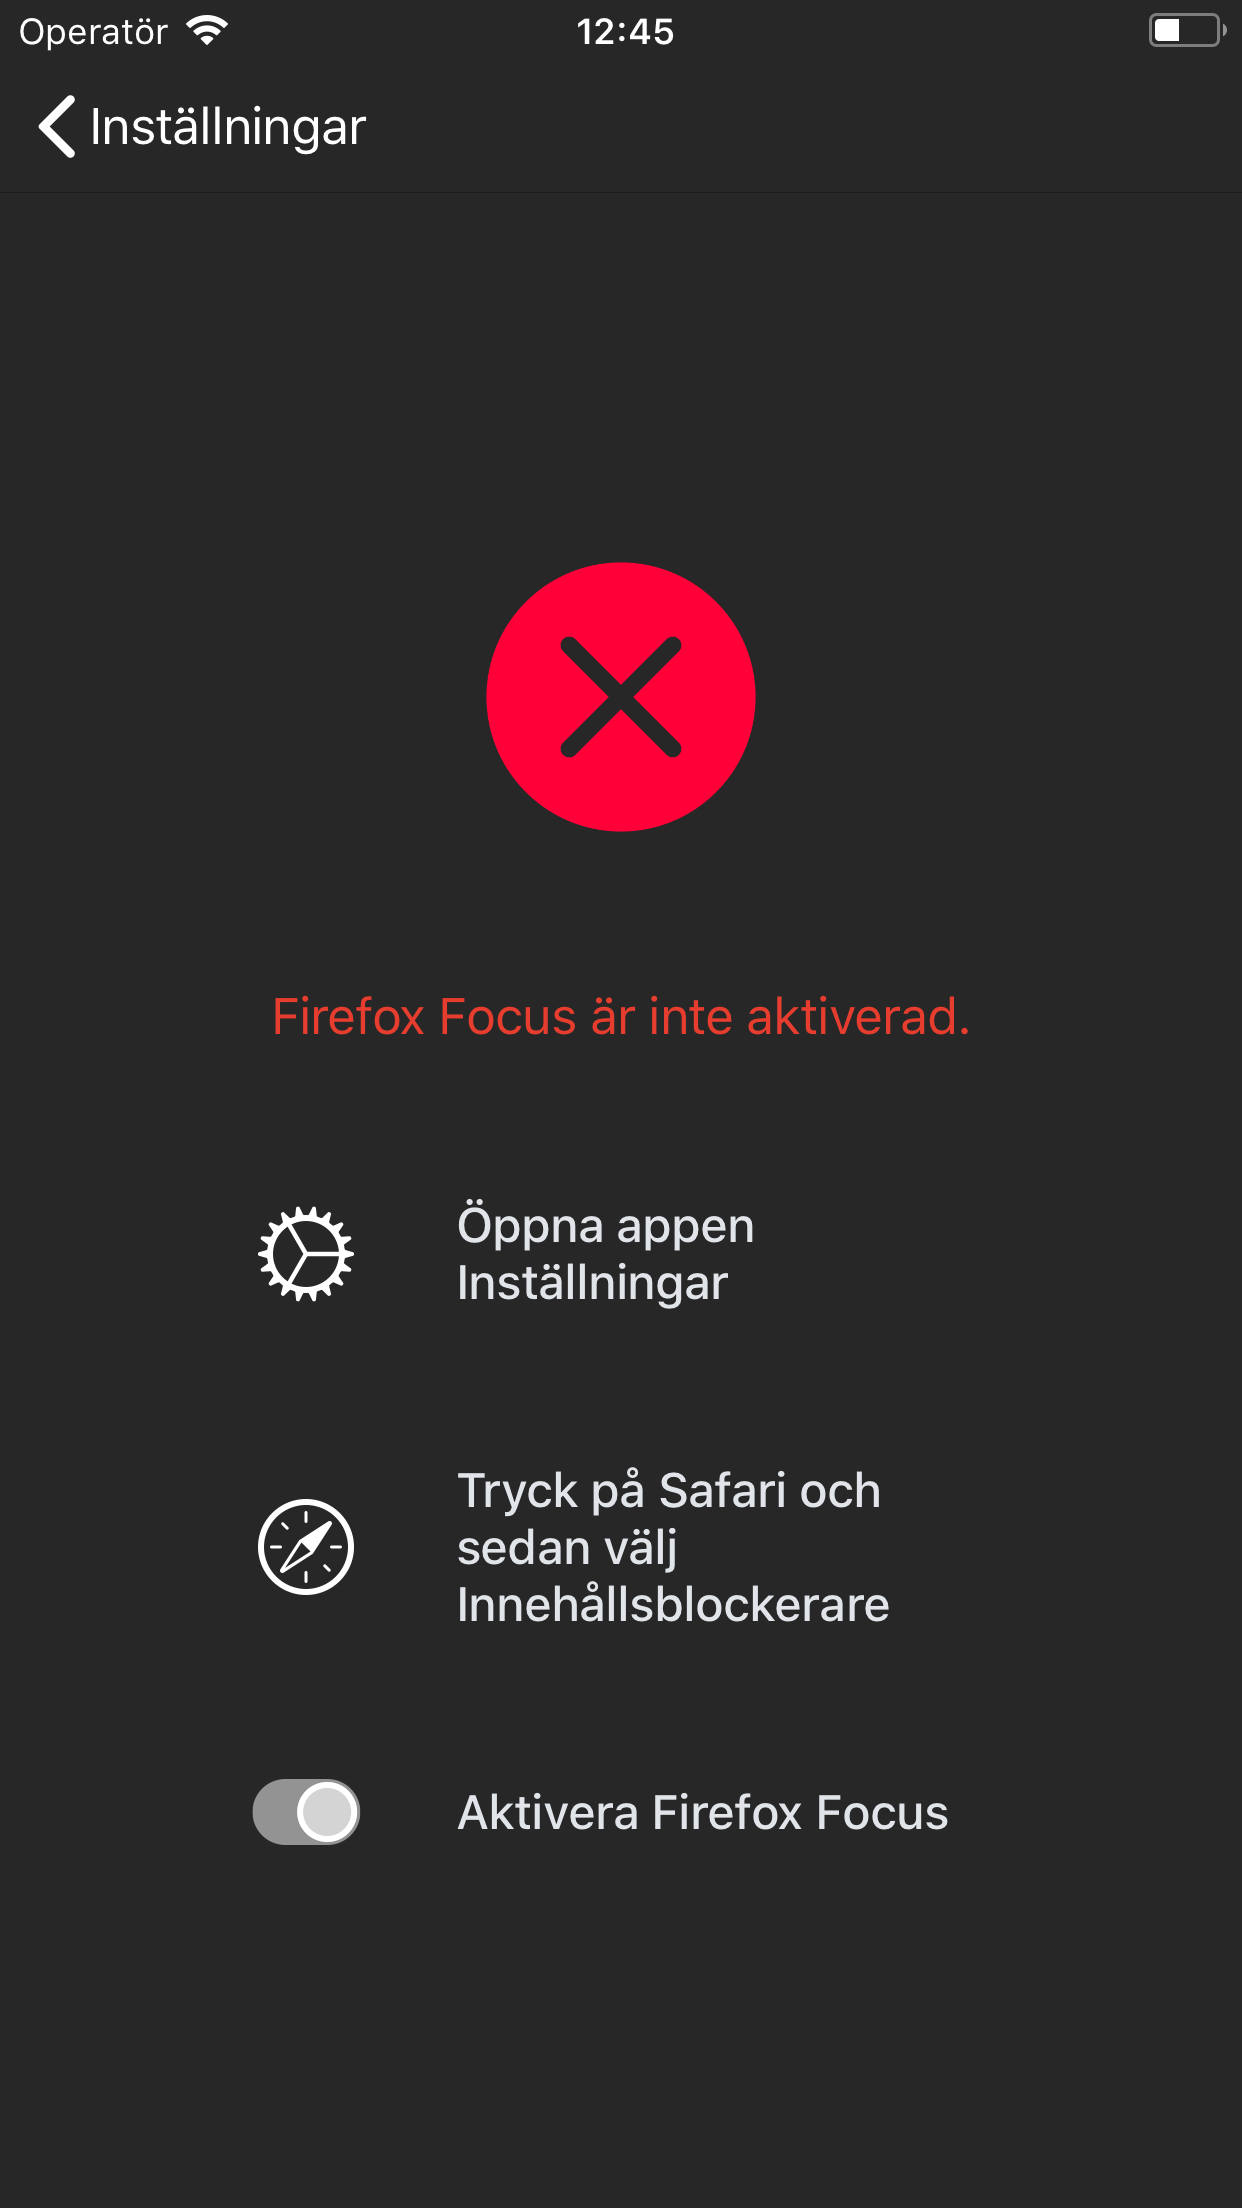 Operatör
12:45
Inställningar
Firefox Focus är inte aktiverad.
Öppna appen
Inställningar
Tryck på Safari och
sedan välj
Innehållsblockerare
Aktivera Firefox Focus